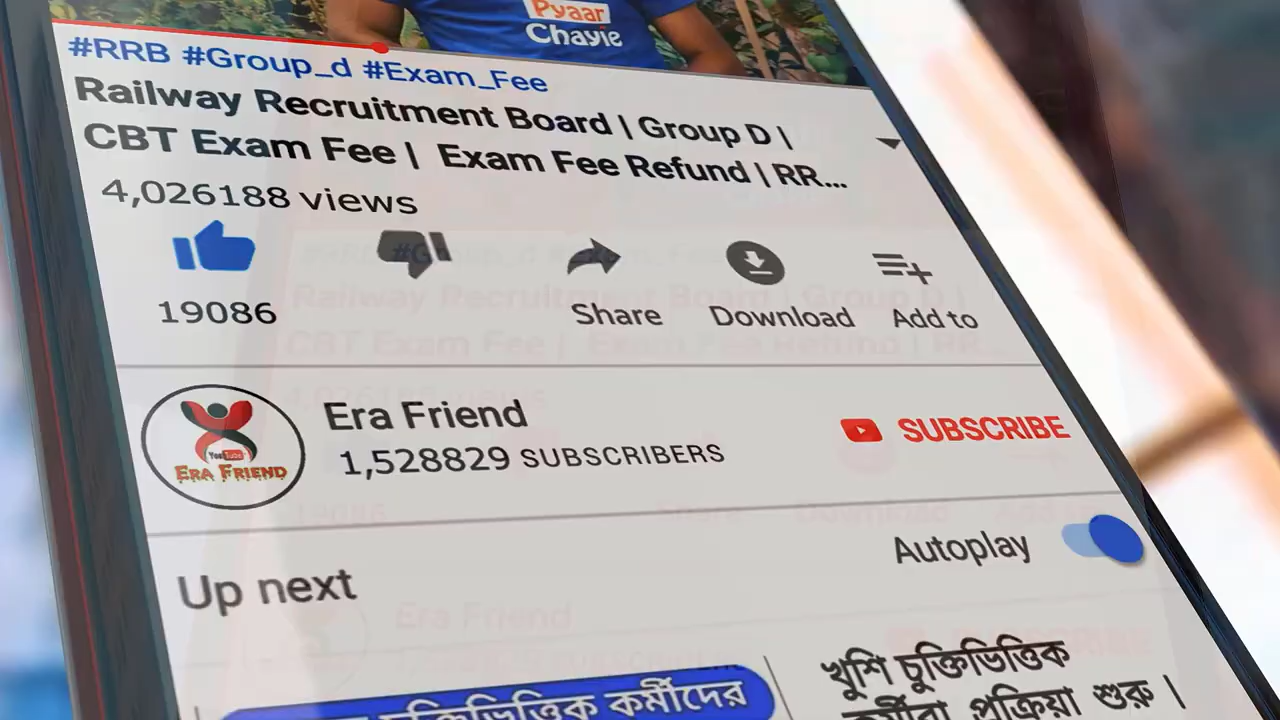 Pyaar
Chayie
#RRB #Group_d #Exam_Fee
Railway Recruitment Board | Group D |
CBT Exam Fee | Exam Fee Refund | RR...
4,026188 views
19086
Share
Download
Add to
Era Friend
1,528829 SUBSCRIBERS
SUBSCRIBE
YouTube
ERA FRIEND
Autoplay
Up next
চুক্তিভিত্তিক কর্মীদের
খুশি চুক্তিভিত্তিক
কর্মীরা প্রক্রিয়া শুরু ।